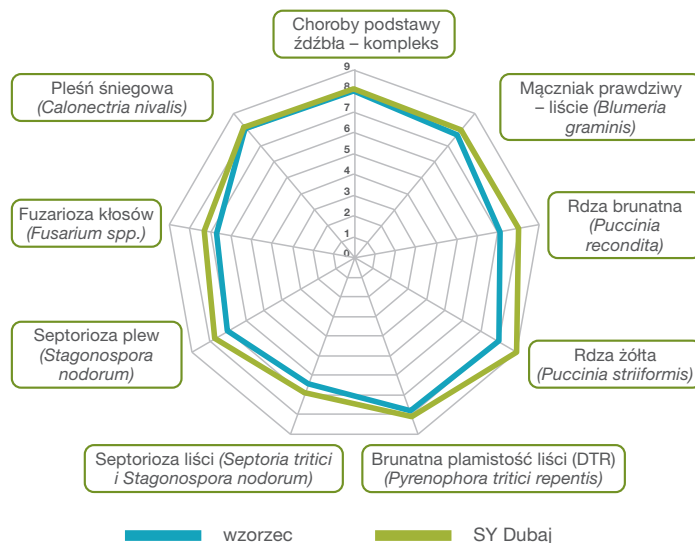 Choroby podstawy
źdźbła – kompleks
Pleśń śniegowa
(Calonectria nivalis)
Mączniak prawdziwy
– liście (Blumeria
graminis)
9
8
7
6
5
4
3
2
1
0
Fuzarioza kłosów
(Fusarium spp.)
Rdza brunatna
(Puccinia
recondita)
Septorioza plew
(Stagonospora
nodorum)
Rdza żółta
(Puccinia striiformis)
Septorioza liści (Septoria tritici
i Stagonospora nodorum)
Brunatna plamistość liści (DTR)
(Pyrenophora tritici repentis)
wzorzec
SY Dubaj